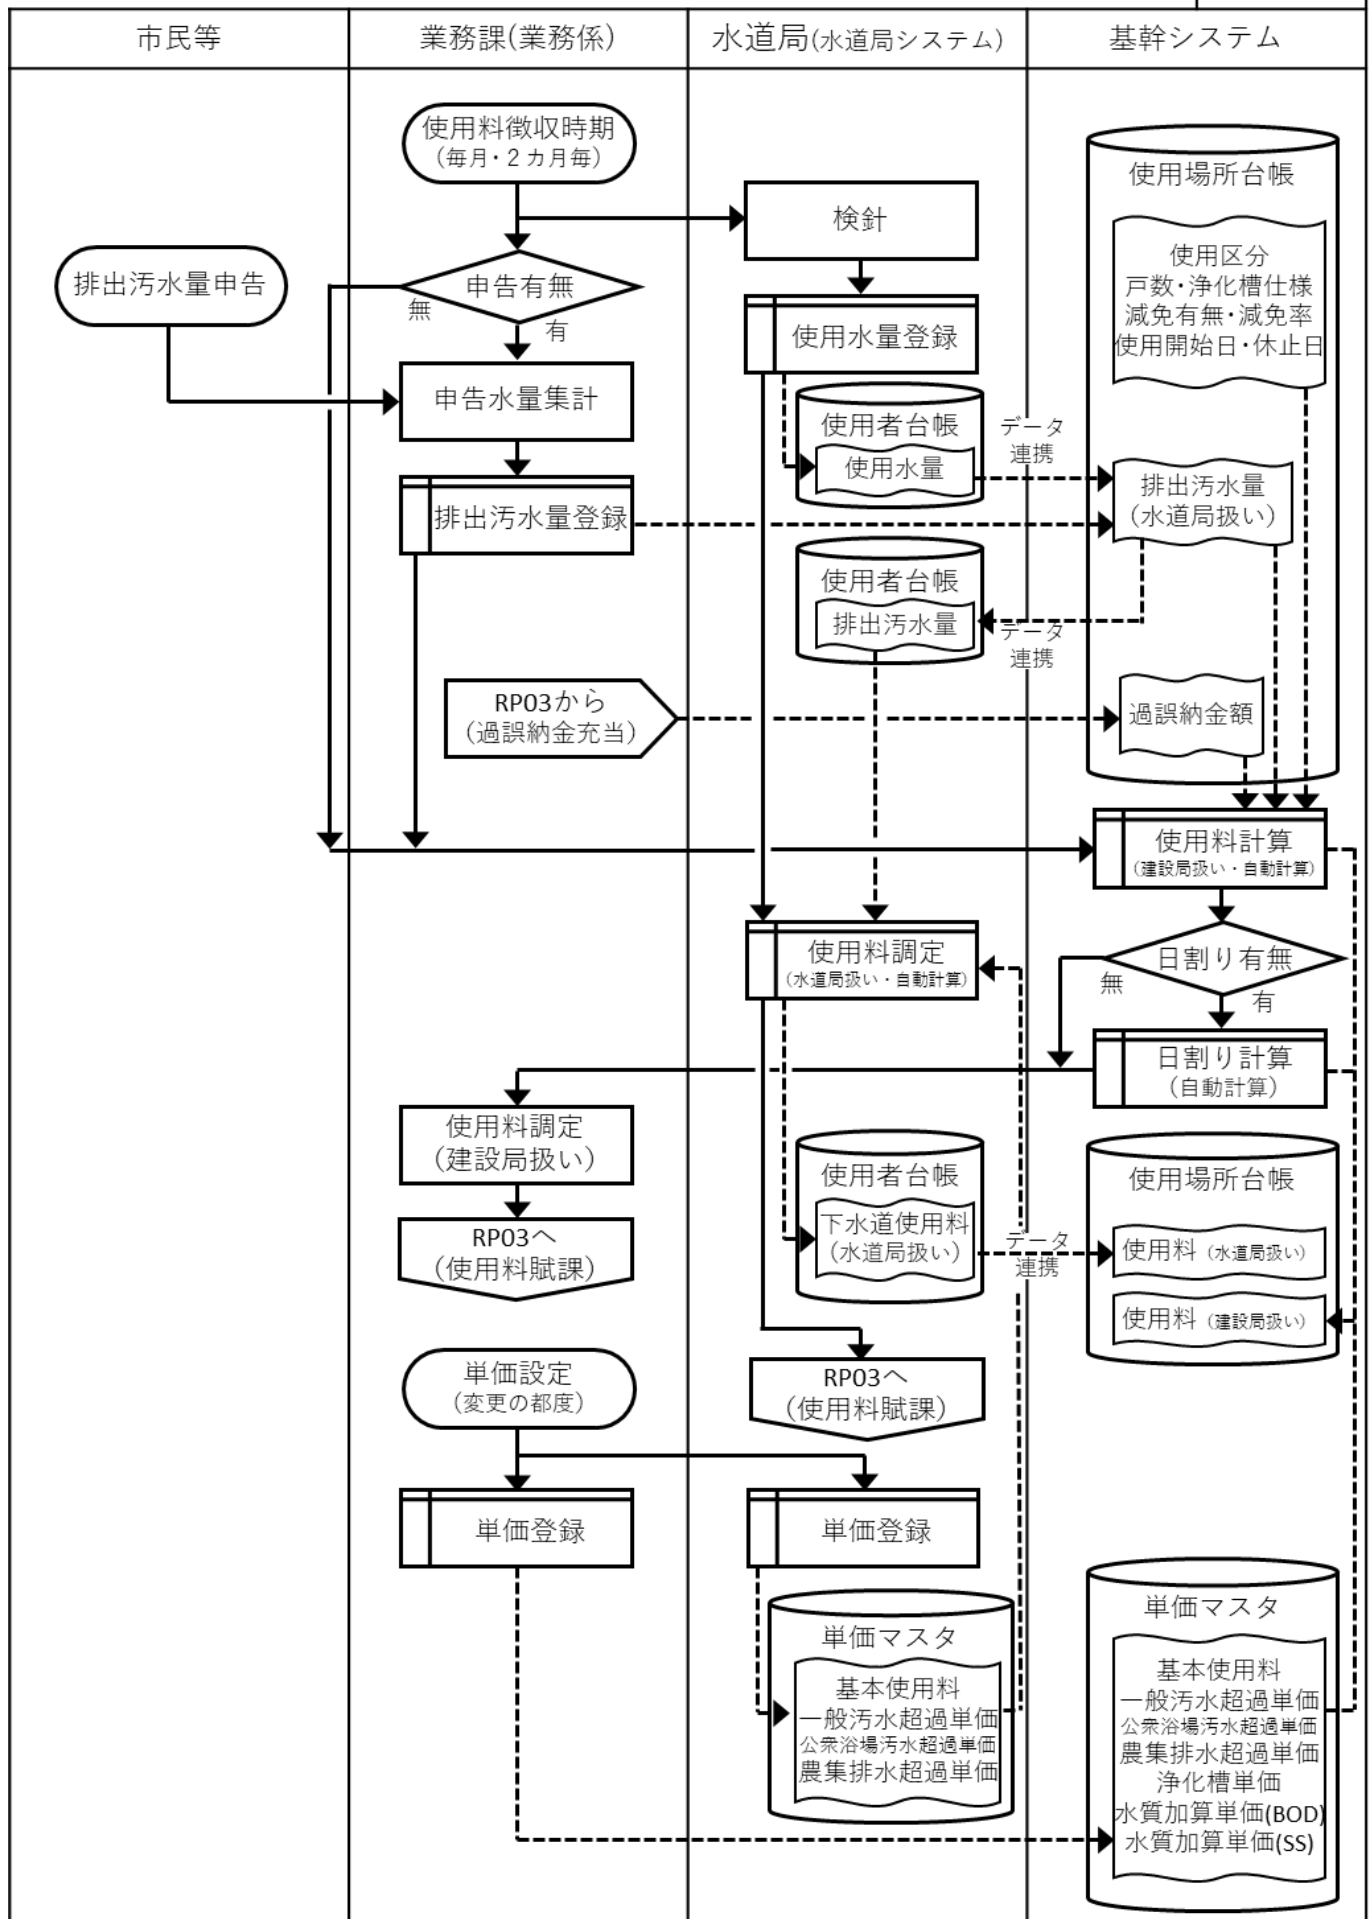 市民等
業務課(業務係)
水道局(水道局システム)
基幹システム
使用料徴収時期
(毎月・2カ月毎)
検針
使用場所台帳
使用区分
戸数・浄化槽仕様
減免有無・減免率
使用開始日・休止日
排出汚水量申告
申告有無
無
有
使用水量登録
申告水量集計
使用者台帳
使用水量
データ
連携
排出汚水量
(水道局扱い)
排出汚水量登録
使用者台帳
排出汚水量
データ
連携
RP03から
(過誤納金充当)
過誤納金額
使用料計算
(建設局扱い・自動計算)
使用料調定
(水道局扱い・自動計算)
日割り有無
無
有
日割り計算
(自動計算)
使用料調定
(建設局扱い)
RP03へ
(使用料賦課)
使用者台帳
下水道使用料
(水道局扱い)
データ
連携
使用場所台帳
使用料(水道局扱い)
使用料(建設局扱い)
単価設定
(変更の都度)
RP03へ
(使用料賦課)
単価登録
単価登録
単価マスタ
基本使用料
一般汚水超過単価
公衆浴場汚水超過単価
農集排水超過単価
単価マスタ
基本使用料
一般汚水超過単価
公衆浴場汚水超過単価
農集排水超過単価
浄化槽単価
水質加算単価(BOD)
水質加算単価(SS)